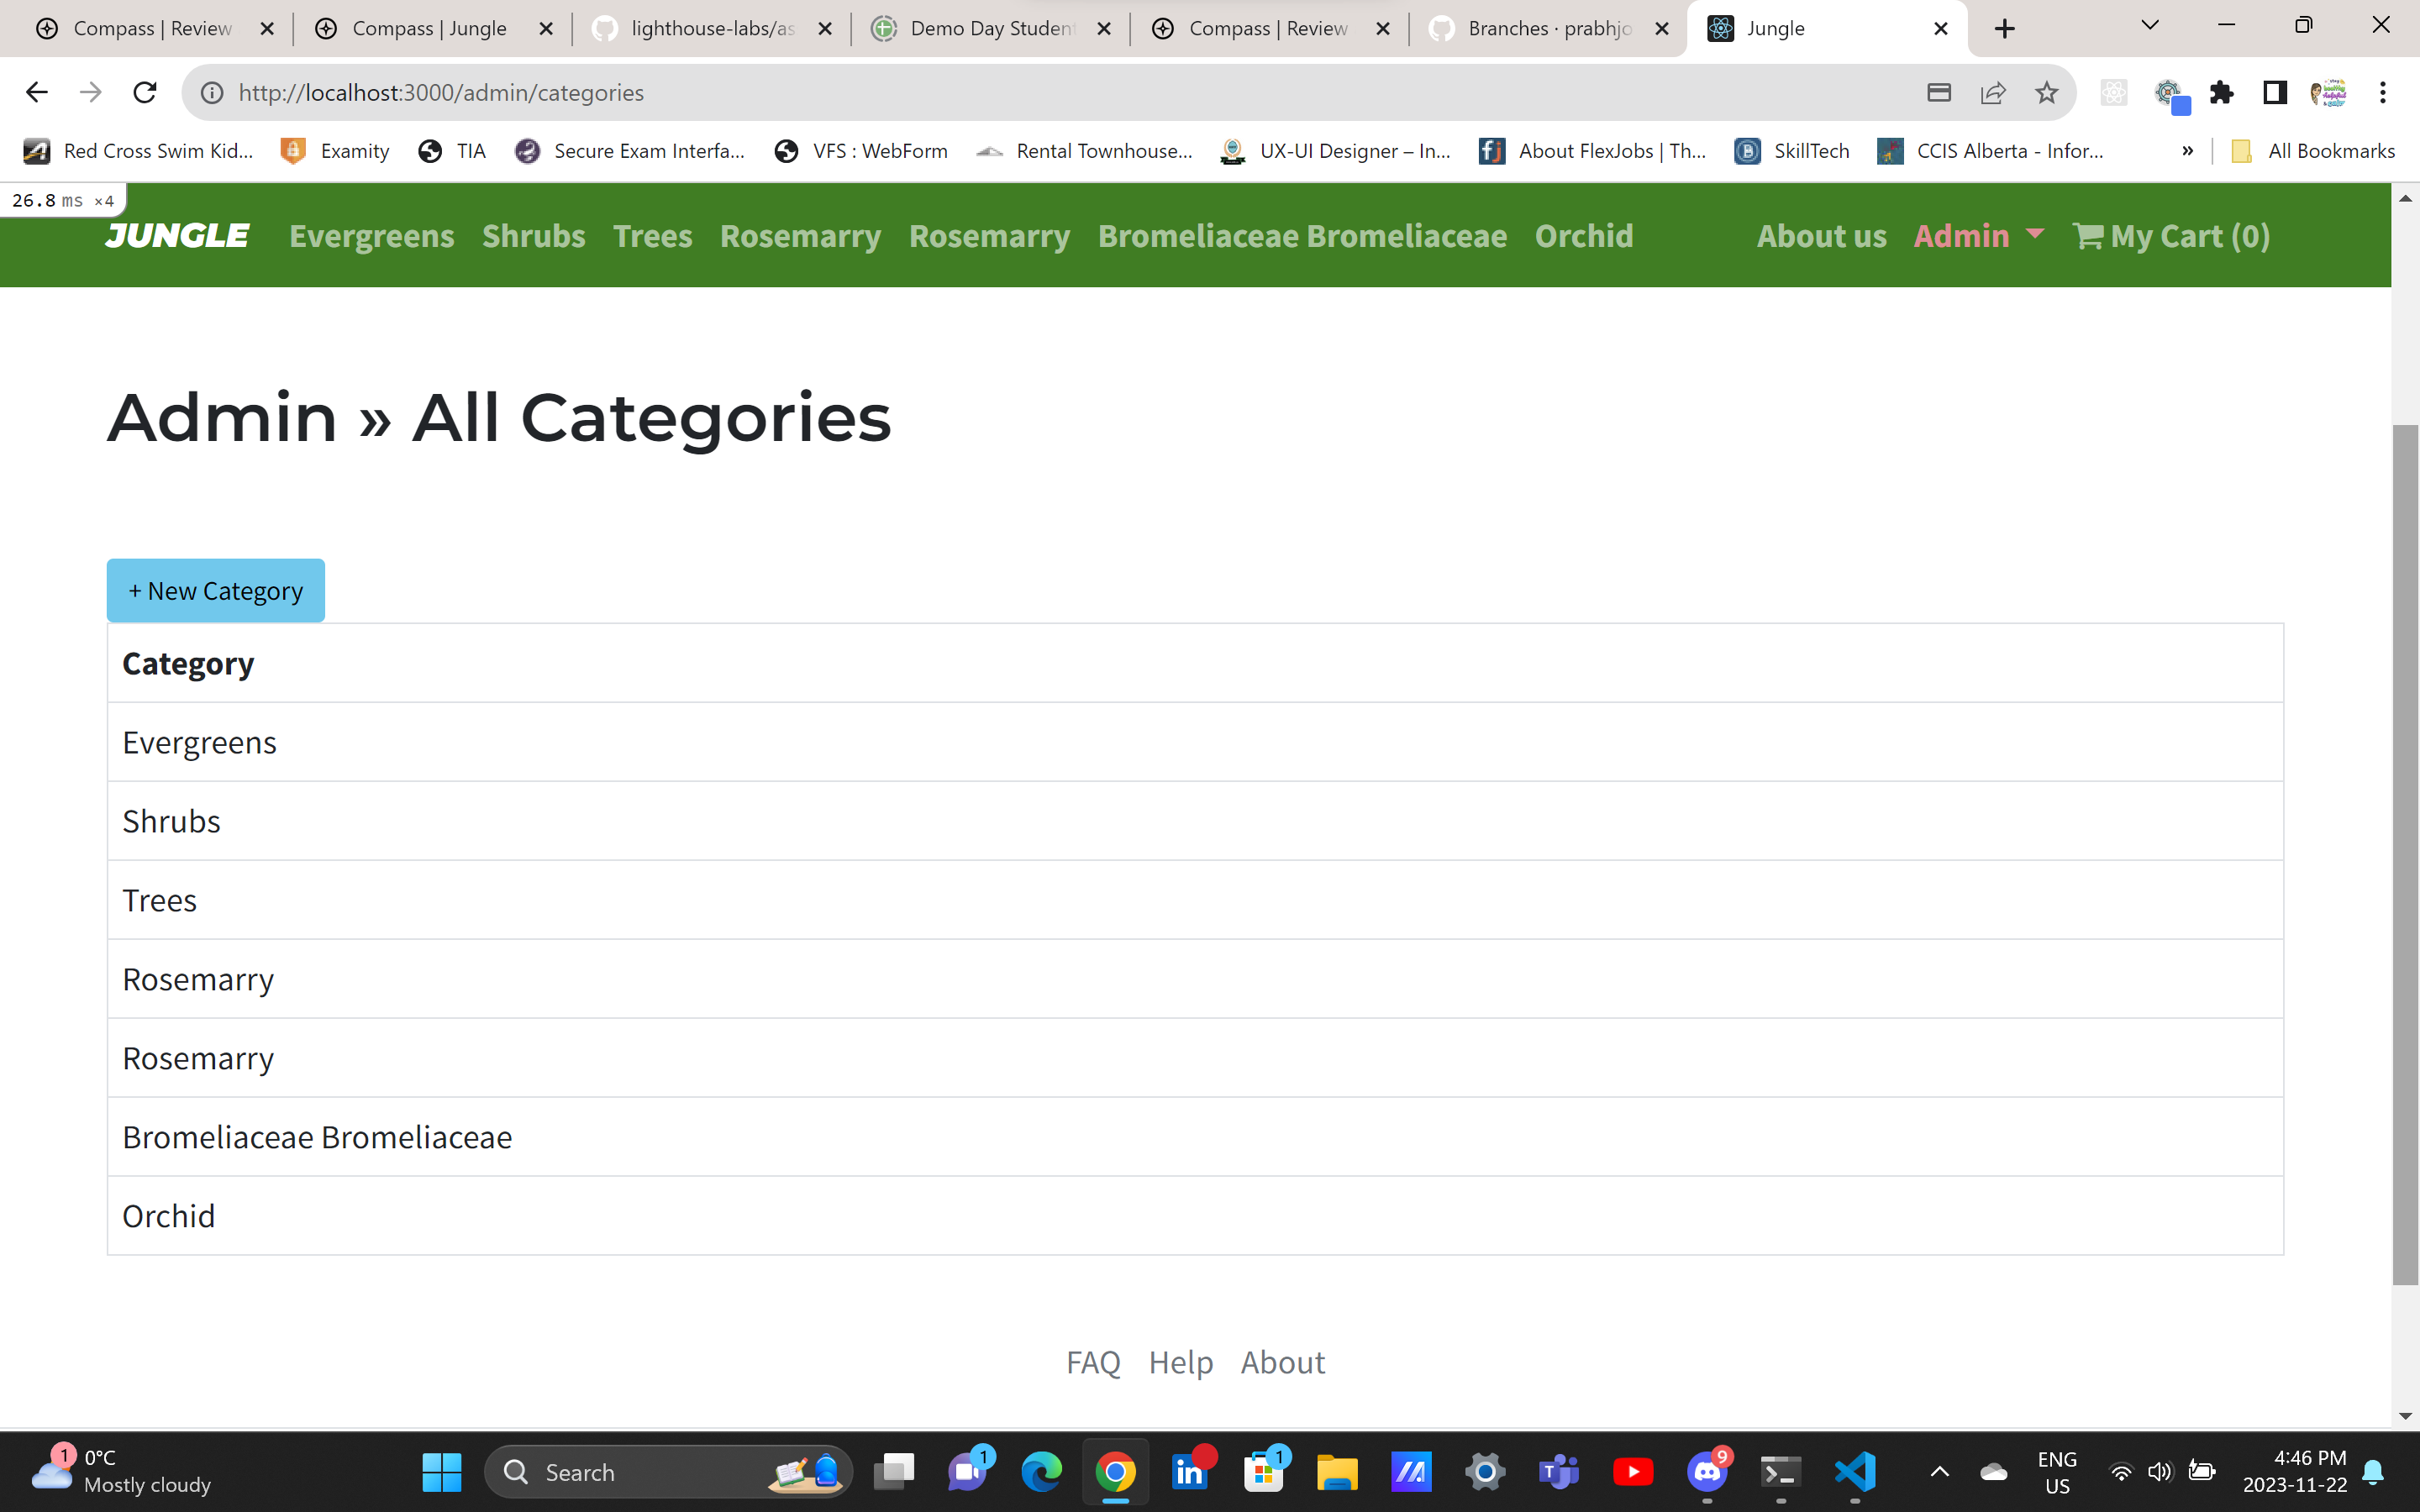 Compass | Review
Compass | Jungle
lighthouse-labs/as
Demo Day Student
Compass | Review
Branches · prabhjo
Jungle
http://localhost:3000/admin/categories
Red Cross Swim Kid...
Examity
TIA
Secure Exam Interfa...
VFS : WebForm
Rental Townhouse...
UX-UI Designer – In...
About FlexJobs | Th...
SkillTech
CCIS Alberta - Infor...
»
All Bookmarks
26.8 ms ×4
JUNGLE Evergreens Shrubs Trees Rosemarry Rosemarry Bromeliaceae Bromeliaceae Orchid About us Admin My Cart (0)
Admin » All Categories
+ New Category
Category
Evergreens
Shrubs
Trees
Rosemarry
Rosemarry
Bromeliaceae Bromeliaceae
Orchid
FAQ Help About
1
0°C
Mostly cloudy
Search
1
1
9
ENG
US
4:46 PM
2023-11-22